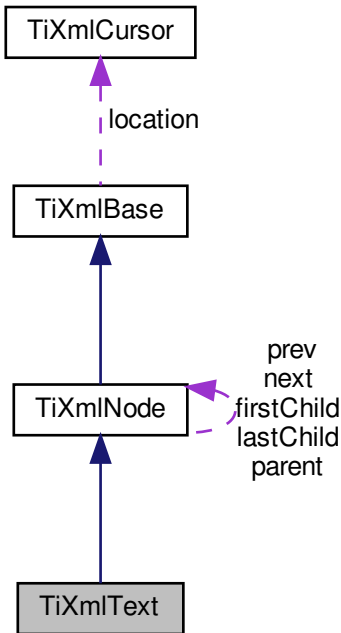 TiXmlCursor
location
TiXmlBase
prev
next
TiXmlNode
firstChild
lastChild
parent
TiXmlText